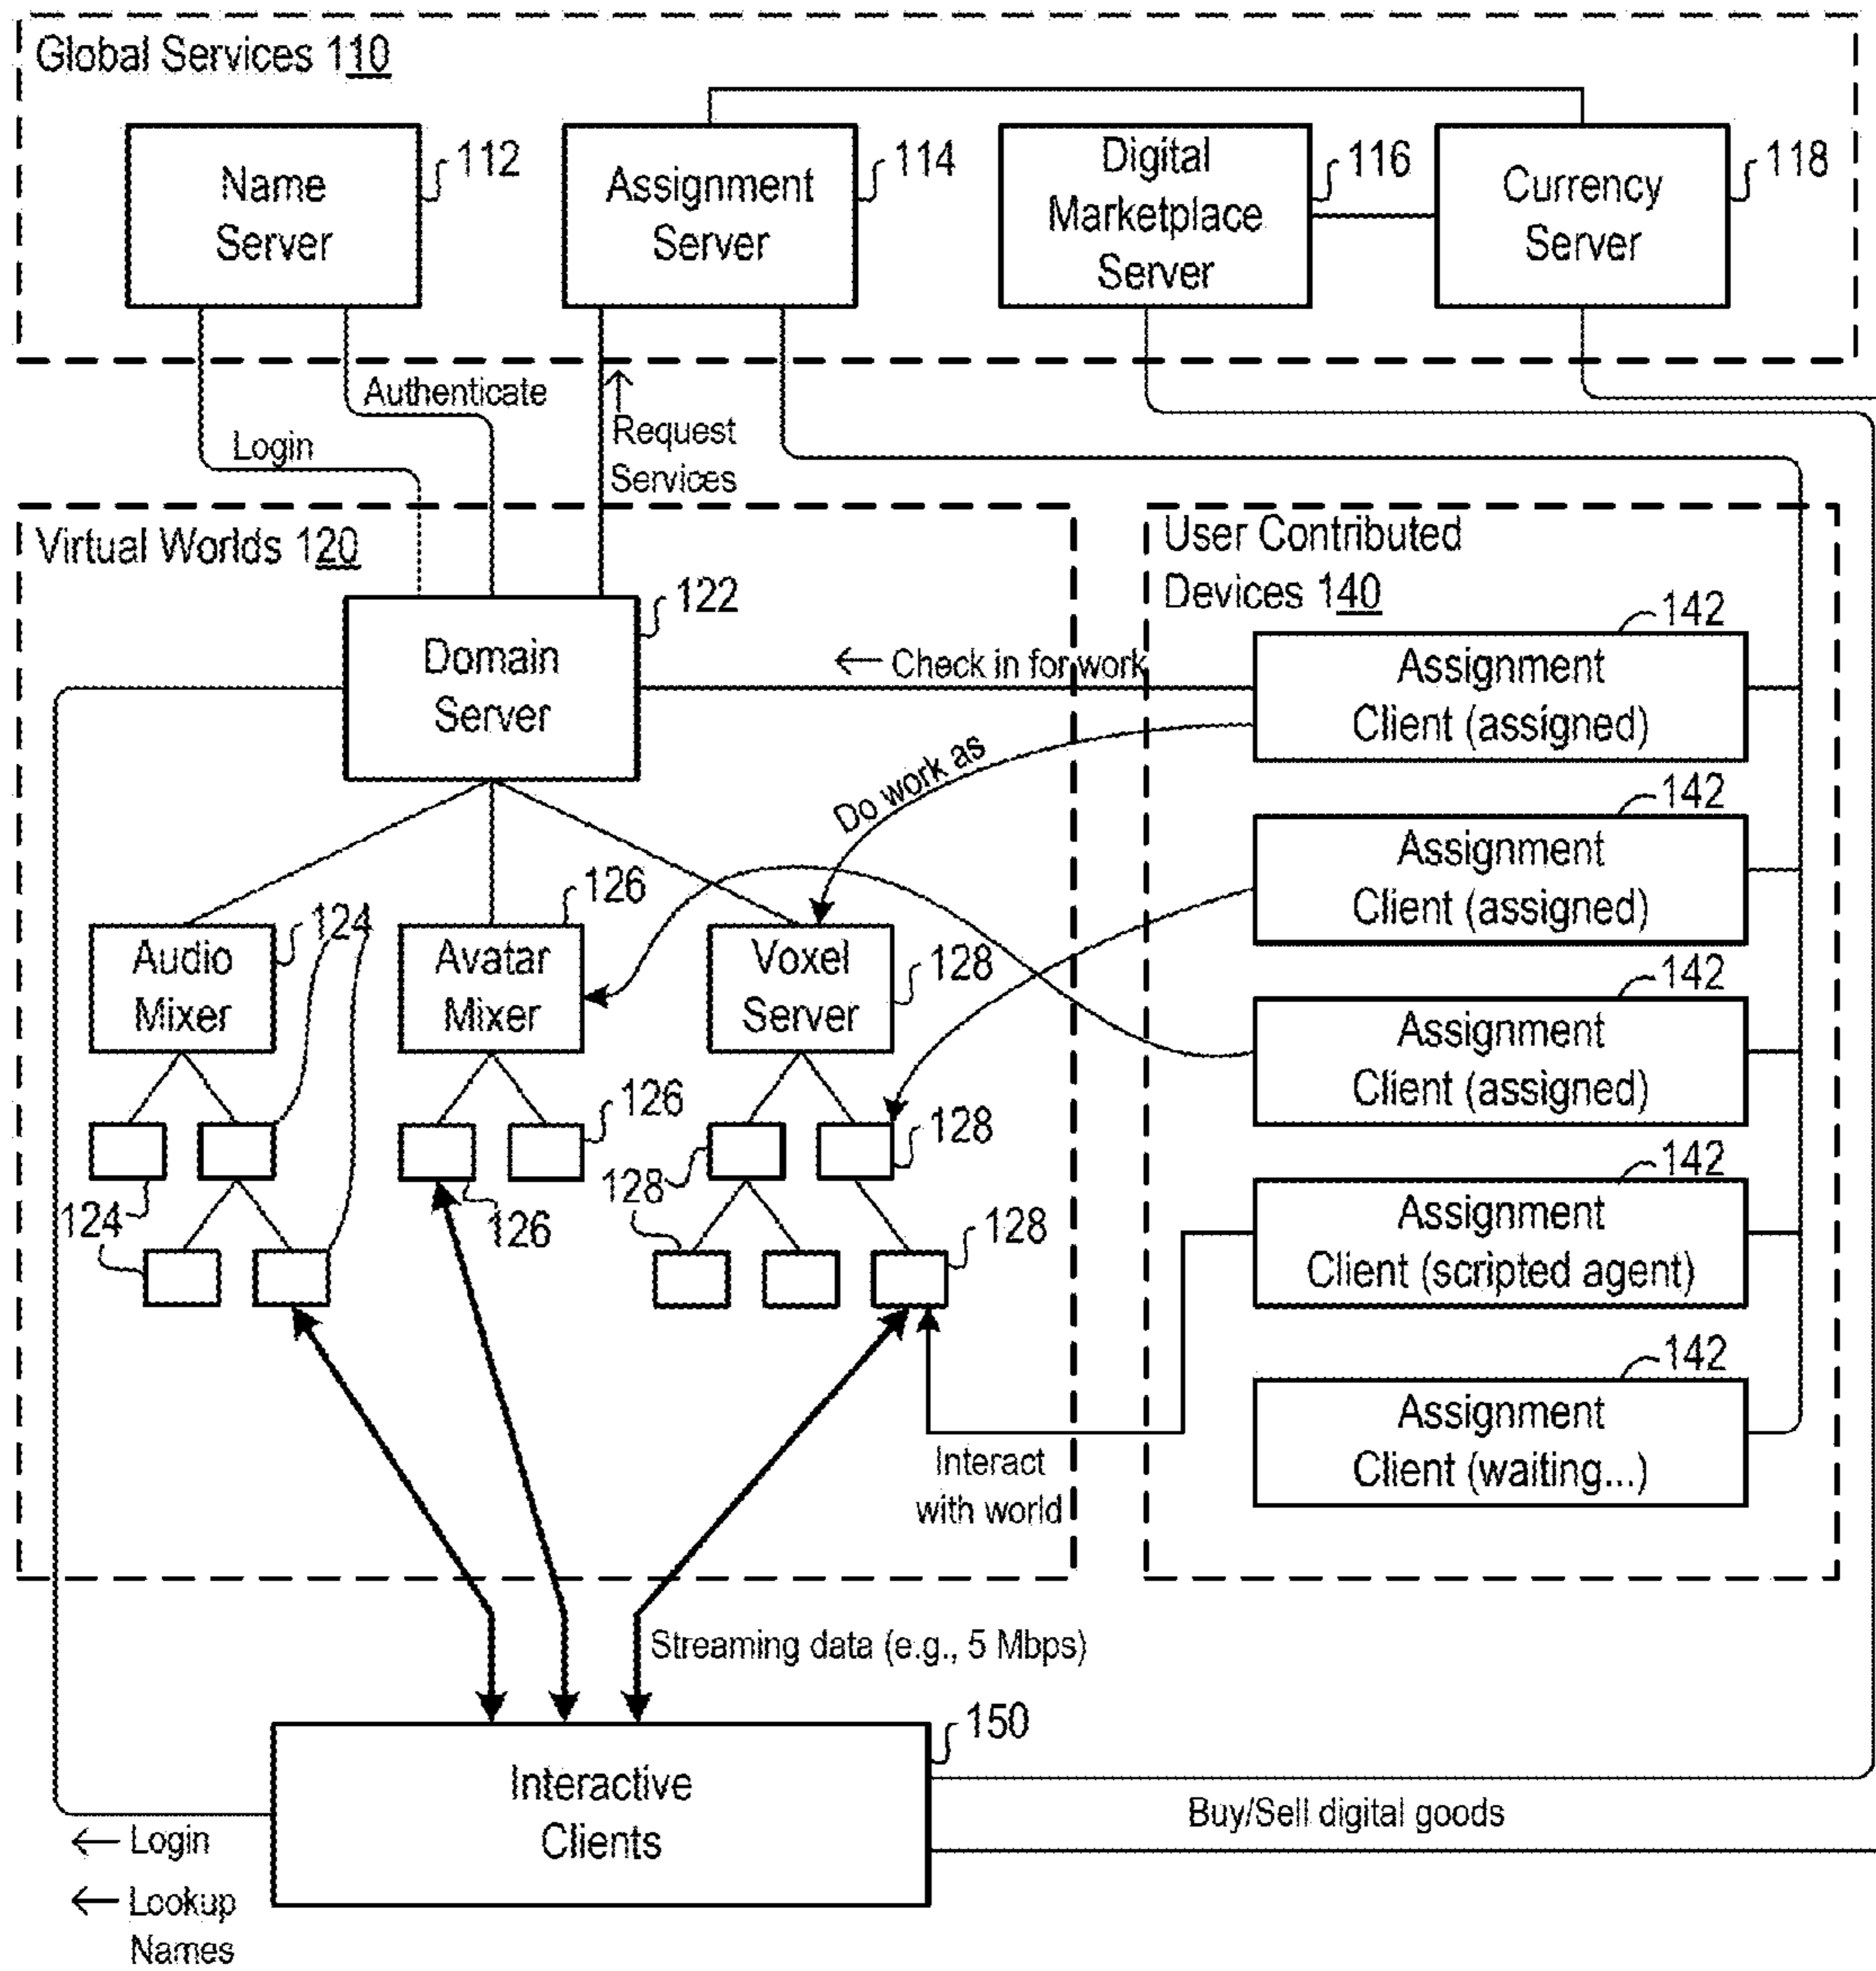 Global Services 110
Name
Server
112
Assignment
Server
114
Digital
Marketplace
Server
116
Currency
Server
118
Authenticate
Login
↑
Request
Services
Virtual Worlds 120
Domain
Server
122
User Contributed
Devices 140
← Check in for work
Do work as
142
Assignment
Client (assigned)
142
Assignment
Client (assigned)
142
Assignment
Client (assigned)
142
Assignment
Client (scripted agent)
142
Assignment
Client (waiting...)
Audio
Mixer
124
124
Avatar
Mixer
126
Voxel
Server
128
126
128
128
124
126
128
128
124
128
Interact
with world
Streaming data (e.g., 5 Mbps)
Interactive
Clients
150
Buy/Sell digital goods
← Login
← Lookup
Names